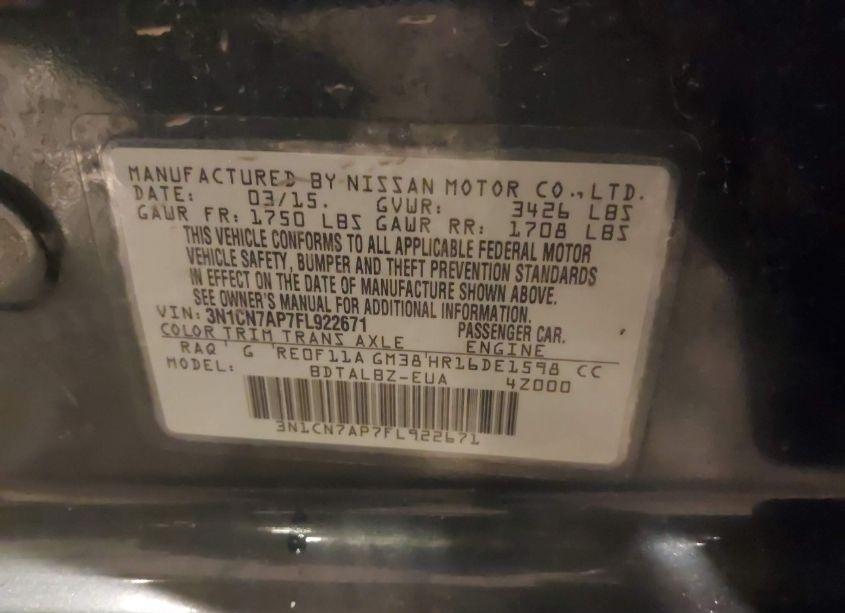 MANUFACTURED BY NISSAN MOTOR CO., LTD.
DATE: 03/15. GVWR: 3426 LBS
GAWR FR: 1750 LBS GAWR RR: 1708 LBS
THIS VEHICLE CONFORMS TO ALL APPLICABLE FEDERAL MOTOR
VEHICLE SAFETY, BUMPER AND THEFT PREVENTION STANDARDS
IN EFFECT ON THE DATE OF MANUFACTURE SHOWN ABOVE.
SEE OWNER'S MANUAL FOR ADDITIONAL INFORMATION.
VIN: 3N1CN7AP7FL922671 PASSENGER CAR.
COLOR TRIM TRANS AXLE ENGINE
RAQ ' G 'RE0F11A GM38'HR16DE1598 CC
MODEL: BDTALBZ-EUA 4Z000
3N1CN7AP7FL922671